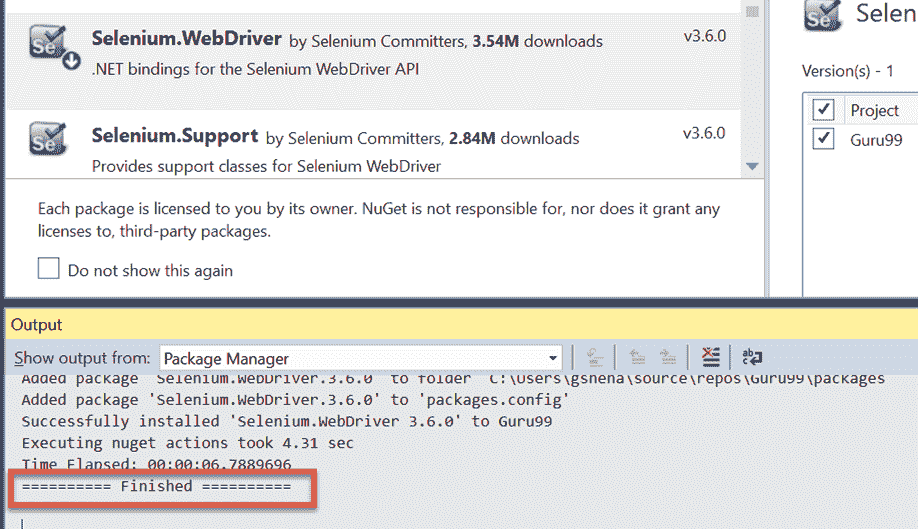 Selenium.WebDriver by Selenium Committers, 3.54M downloads v3.6.0
.NET bindings for the Selenium WebDriver API
Selenium.Support by Selenium Committers, 2.84M downloads v3.6.0
Provides support classes for Selenium WebDriver
Each package is licensed to you by its owner. NuGet is not responsible for, nor does it grant any
licenses to, third-party packages.
Do not show this again
Selen
Version(s) - 1
Project
Guru99
Output
Show output from: Package Manager
Added package 'Selenium.WebDriver.3.6.0' to folder 'C:\Users\gshena\source\repos\Guru99\packages'
Added package 'Selenium.WebDriver.3.6.0' to 'packages.config'
Successfully installed 'Selenium.WebDriver 3.6.0' to Guru99
Executing nuget actions took 4.31 sec
Time Elapsed: 00:00:06.7889696
========== Finished ==========